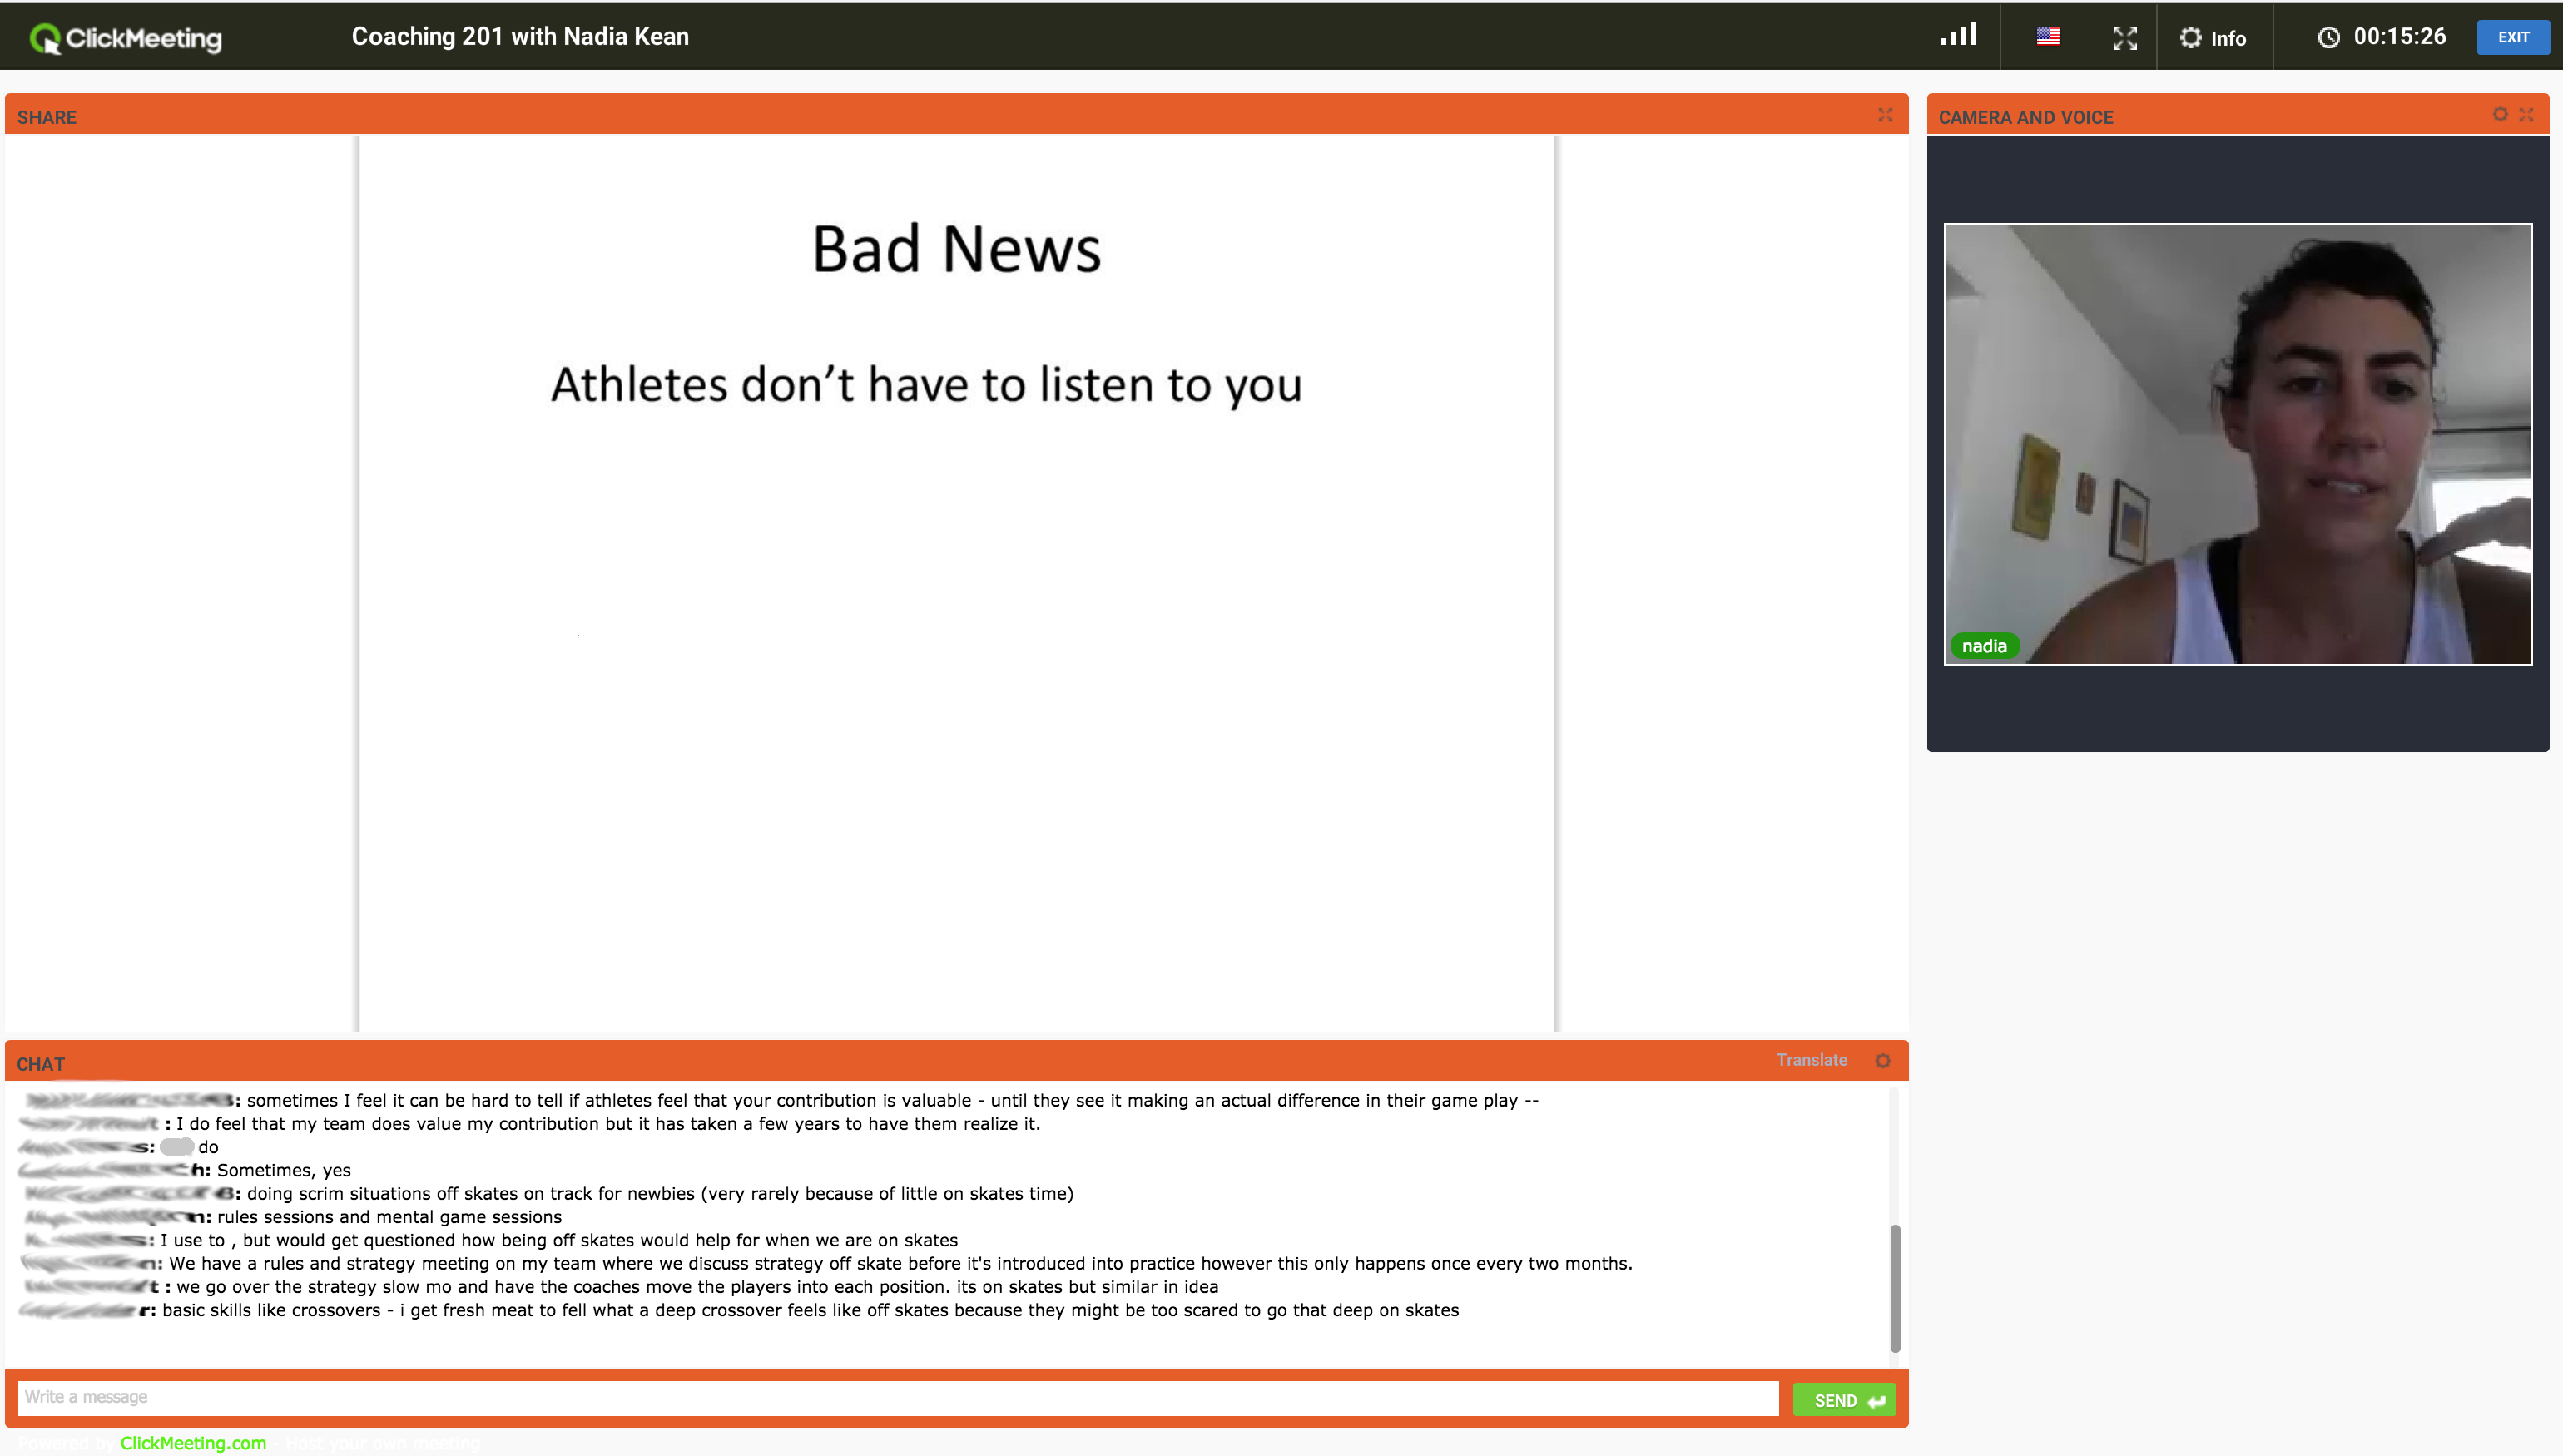 ClickMeeting
Coaching 201 with Nadia Kean
Info
00:15:26
EXIT
SHARE
Bad News
Athletes don’t have to listen to you
CAMERA AND VOICE
nadia
CHAT
Translate
: sometimes I feel it can be hard to tell if athletes feel that your contribution is valuable - until they see it making an actual difference in their game play --
: I do feel that my team does value my contribution but it has taken a few years to have them realize it.
s: do
h: Sometimes, yes
: doing scrim situations off skates on track for newbies (very rarely because of little on skates time)
n: rules sessions and mental game sessions
s: I use to , but would get questioned how being off skates would help for when we are on skates
n: We have a rules and strategy meeting on my team where we discuss strategy off skate before it's introduced into practice however this only happens once every two months.
t : we go over the strategy slow mo and have the coaches move the players into each position. its on skates but similar in idea
r: basic skills like crossovers - i get fresh meat to fell what a deep crossover feels like off skates because they might be too scared to go that deep on skates
Write a message
SEND
Powered by ClickMeeting.com - Host your own meeting